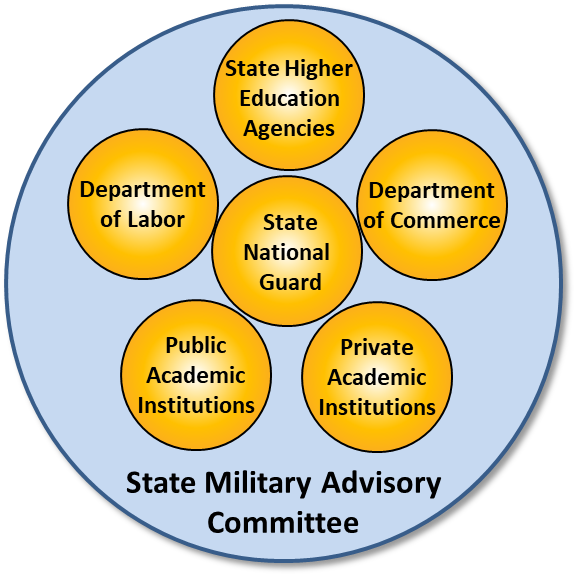 State Higher
Education
Agencies
Department
of Labor
Department
of Commerce
State
National
Guard
Public
Academic
Institutions
Private
Academic
Institutions
State Military Advisory
Committee